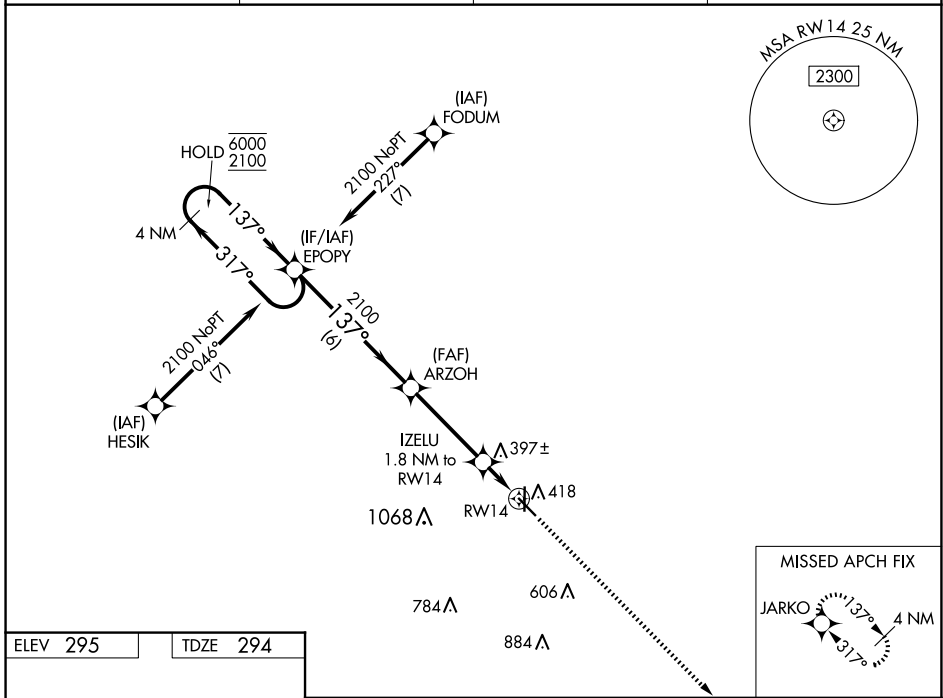 MSA RW14 25 NM
2300
(IAF)
FODUM
HOLD 6000
2100
2100 NoPT
227°
(7)
4 NM
137°
317°
(IF/IAF)
EPOPY
2100
137°
(6)
2100 NoPT
046°
(7)
(IAF)
HESIK
(FAF)
ARZOH
IZELU
1.8 NM to
RW14
397±
418
RW14
1068
784
606
884
MISSED APCH FIX
JARKO
137°
4 NM
317°
ELEV 295
TDZE 294